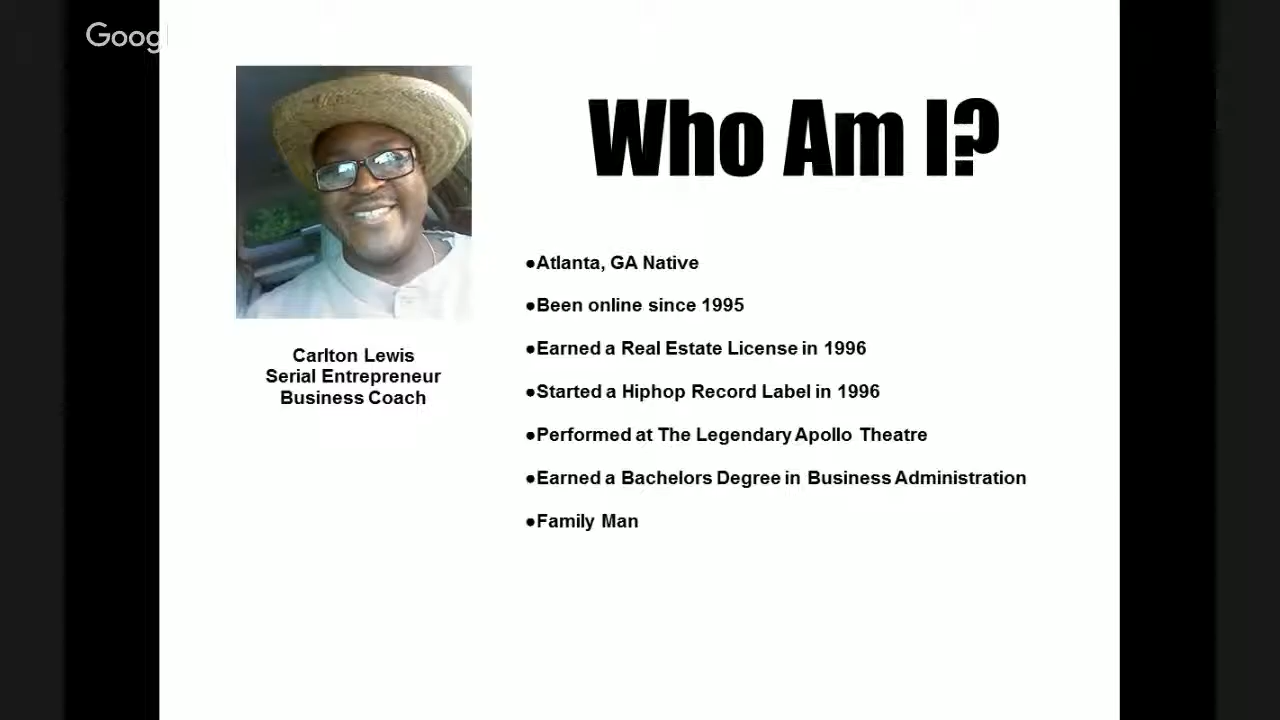 Goog
Who Am I?
Carlton Lewis
Serial Entrepreneur
Business Coach
●Atlanta, GA Native
●Been online since 1995
●Earned a Real Estate License in 1996
●Started a Hiphop Record Label in 1996
●Performed at The Legendary Apollo Theatre
●Earned a Bachelors Degree in Business Administration
●Family Man